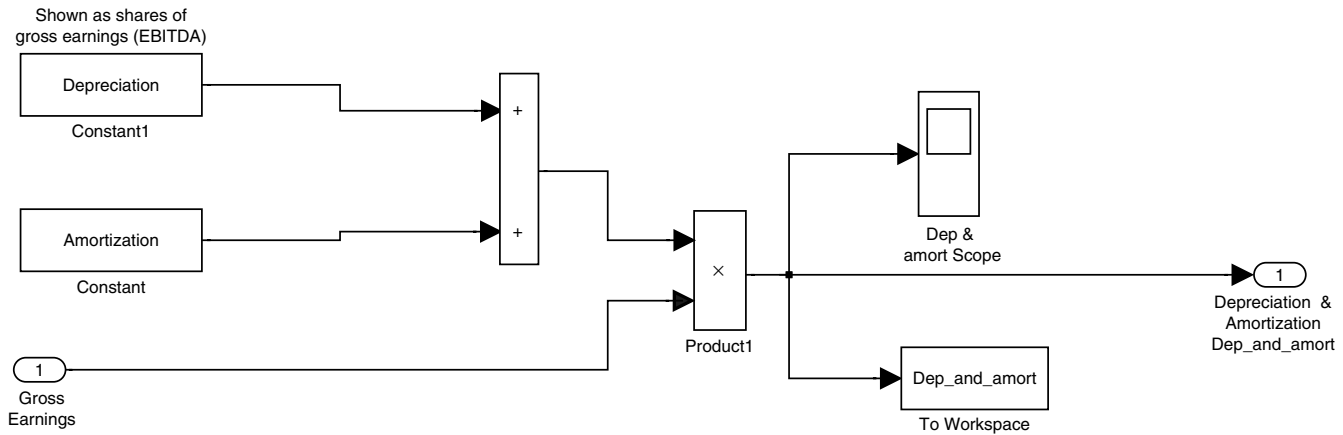 Shown as shares of
gross earnings (EBITDA)
Depreciation
Constant1
+
Amortization
Constant
+
1
Gross
Earnings
×
Product1
Dep &
amort Scope
Dep_and_amort
To Workspace
1
Depreciation &
Amortization
Dep_and_amort